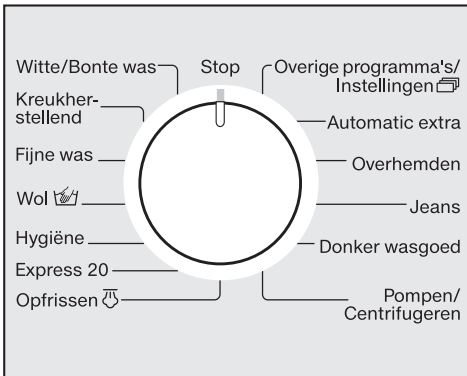 Witte/Bonte was
Stop
Overige programma's/
Instellingen
Kreukher-
stellend
Automatic extra
Fijne was
Overhemden
Wol
Jeans
Hygiëne
Donker wasgoed
Express 20
Opfrissen
Pompen/
Centrifugeren